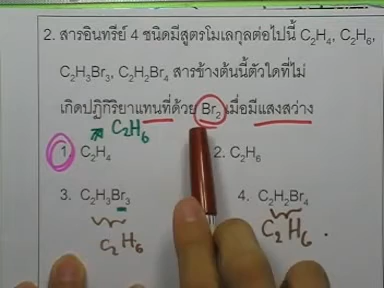 2. สารอินทรีย์ 4 ชนิดมีสูตรโมเลกุลต่อไปนี้ C₂H₄, C₂H₆,
C₂H₃Br₃, C₂H₂Br₄ สารข้างต้นนี้ตัวใดที่ไม่
เกิดปฏิกิริยาแทนที่ด้วย Br₂ เมื่อมีแสงสว่าง
C₂H₆
1. C₂H₄ 2. C₂H₆
3. C₂H₃Br₃ 4. C₂H₂Br₄
C₂H₆ C₂H₆.